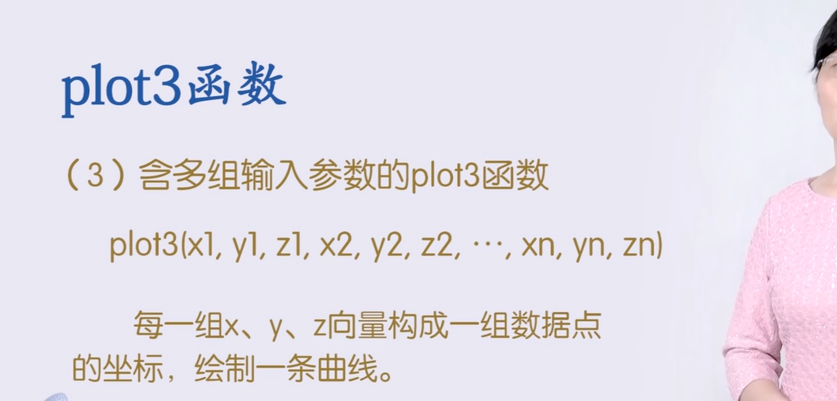 plot3函数
（3）含多组输入参数的plot3函数
plot3(x1, y1, z1, x2, y2, z2, ⋯, xn, yn, zn)
每一组x、y、z向量构成一组数据点
的坐标，绘制一条曲线。